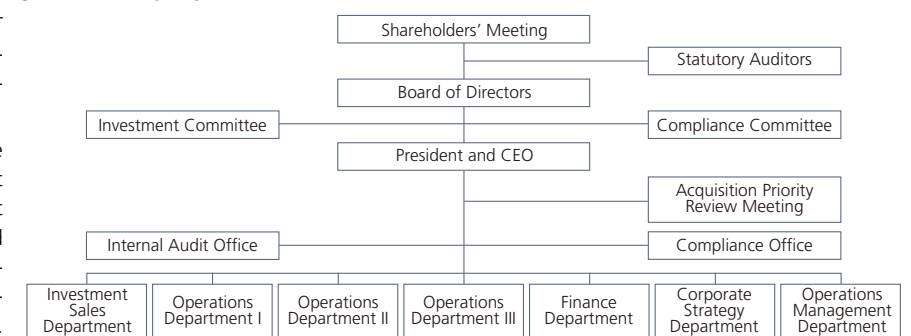 Shareholders' Meeting
Statutory Auditors
Board of Directors
Investment Committee
Compliance Committee
President and CEO
Acquisition Priority
Review Meeting
Internal Audit Office
Compliance Office
Investment
Sales
Department
Operations
Department I
Operations
Department II
Operations
Department III
Finance
Department
Corporate
Strategy
Department
Operations
Management
Department